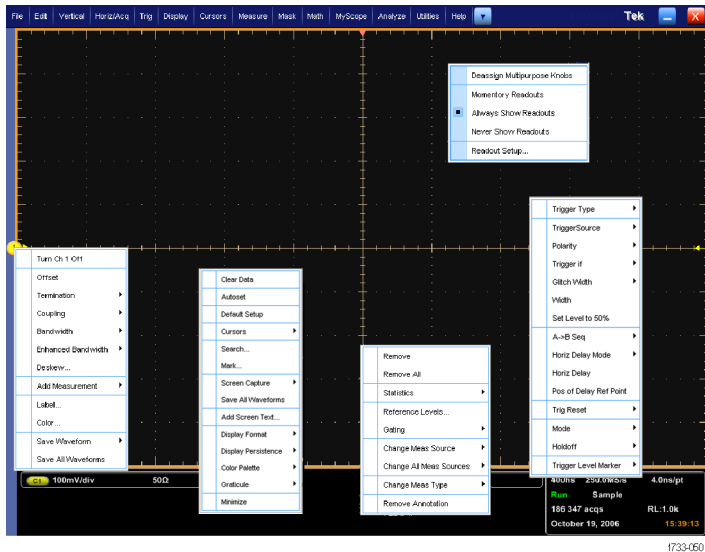 File Edit Vertical Horiz/Acq Trig Display Cursors Measure Mask Math MyScope Analyze Utilities Help Tek X
Deassign Multipurpose Knobs
Momentory Readouts
Always Show Readouts
Never Show Readouts
Readout Setup...
Trigger Type
TriggerSource
Polarity
Trigger if
Glitch Width
Width
Set Level to 50%
A->B Seq
Horiz Delay Mode
Horiz Delay
Pos of Delay Ref Point
Trig Reset
Mode
Holdoff
Trigger Level Marker
1
Turn Ch 1 Off
Offset
Termination
Coupling
Bandwidth
Enhanced Bandwidth
Deskew...
Add Measurement
Label...
Color...
Save Waveform
Save All Waveforms
Clear Data
Autoset
Default Setup
Cursors
Search...
Mark...
Screen Capture
Save All Waveforms
Add Screen Text...
Display Format
Display Persistence
Color Palette
Graticule
Minimize
Remove
Remove All
Statistics
Reference Levels...
Gating
Change Meas Source
Change All Meas Sources
Change Meas Type
Remove Annotation
C1 100mV/div 50Ω
400ns 250.0MS/s 4.0ns/pt
Run Sample
186 347 acqs RL:1.0k
October 19, 2006 15:39:13
1733-050